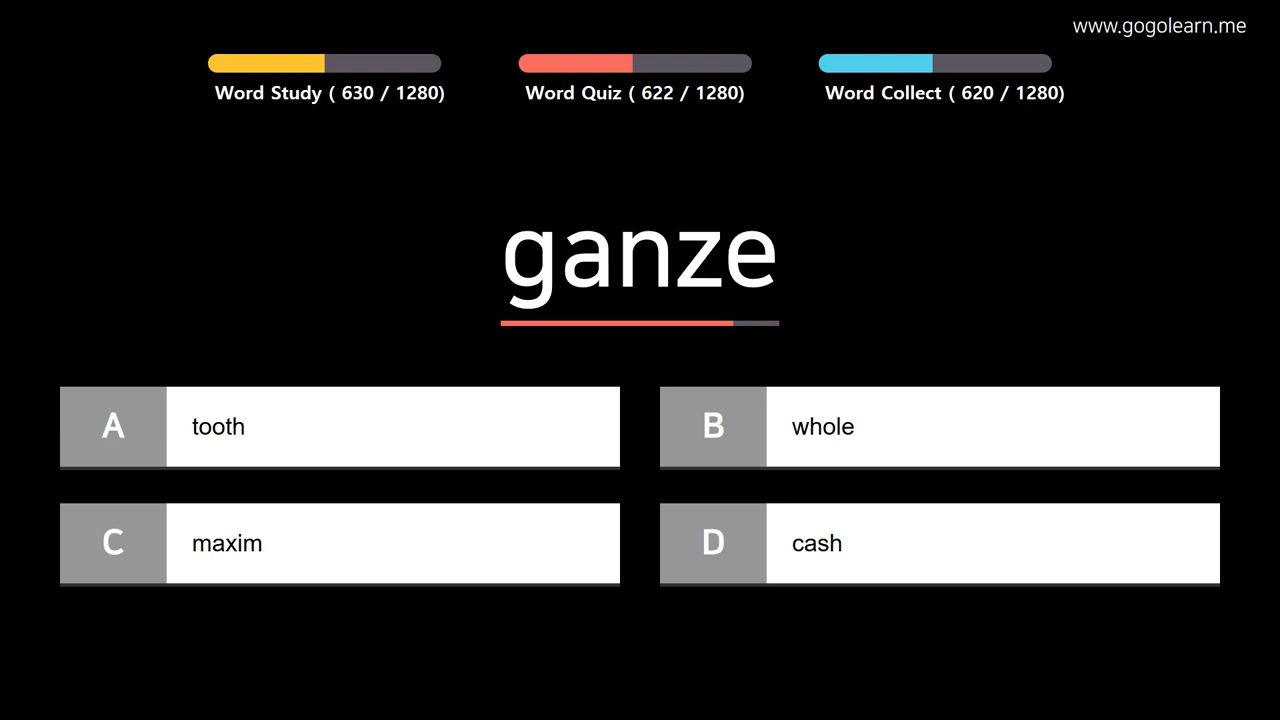 www.gogolearn.me
Word Study ( 630 / 1280)
Word Quiz ( 622 / 1280)
Word Collect ( 620 / 1280)
ganze
A tooth
B whole
C maxim
D cash